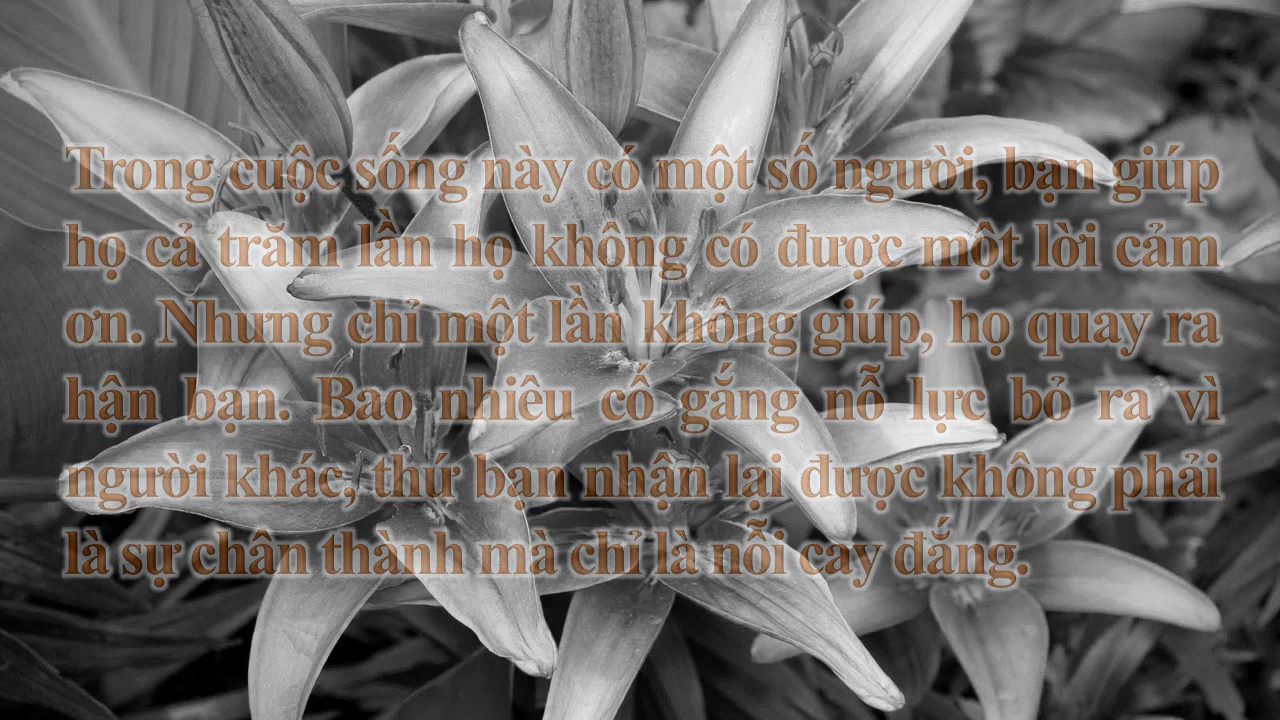 Trong cuộc sống này có một số người, bạn giúp
họ cả trăm lần họ không có được một lời cảm
ơn. Nhưng chỉ một lần không giúp, họ quay ra
hận bạn. Bao nhiêu cố gắng nỗ lực bỏ ra vì
người khác, thứ bạn nhận lại được không phải
là sự chân thành mà chỉ là nỗi cay đắng.